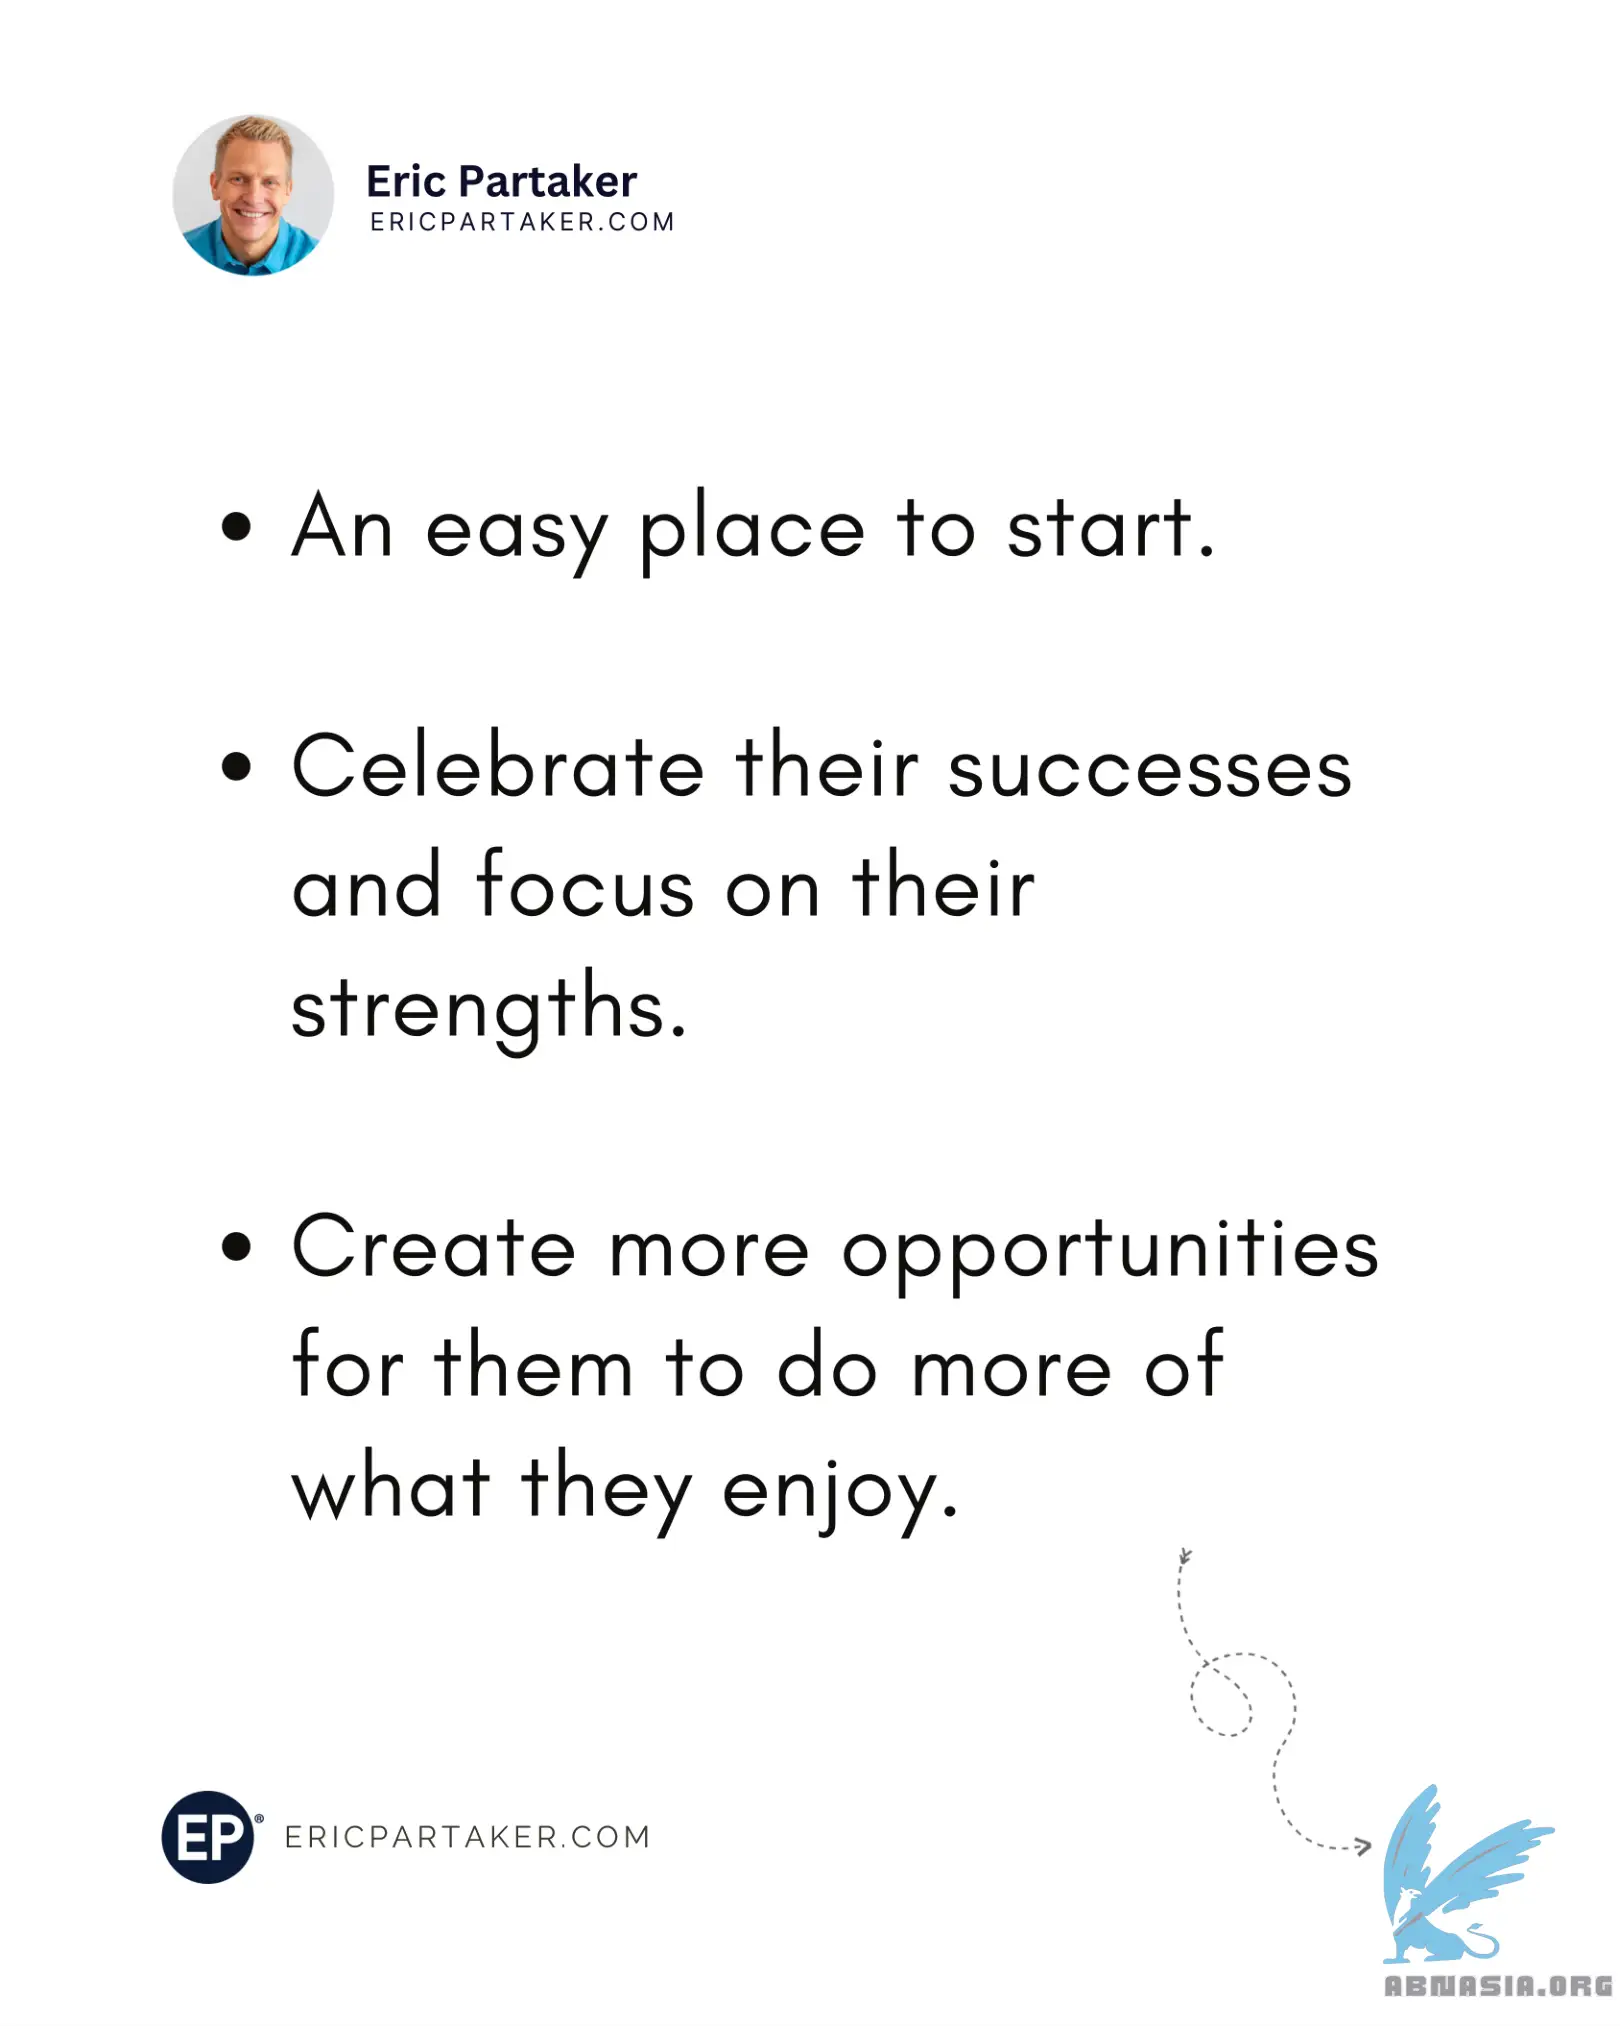 Eric Partaker
ERICPARTAKER.COM
• An easy place to start.
• Celebrate their successes
and focus on their
strengths.
• Create more opportunities
for them to do more of
what they enjoy.
EP®
ERICPARTAKER.COM
ABNASIA.ORG